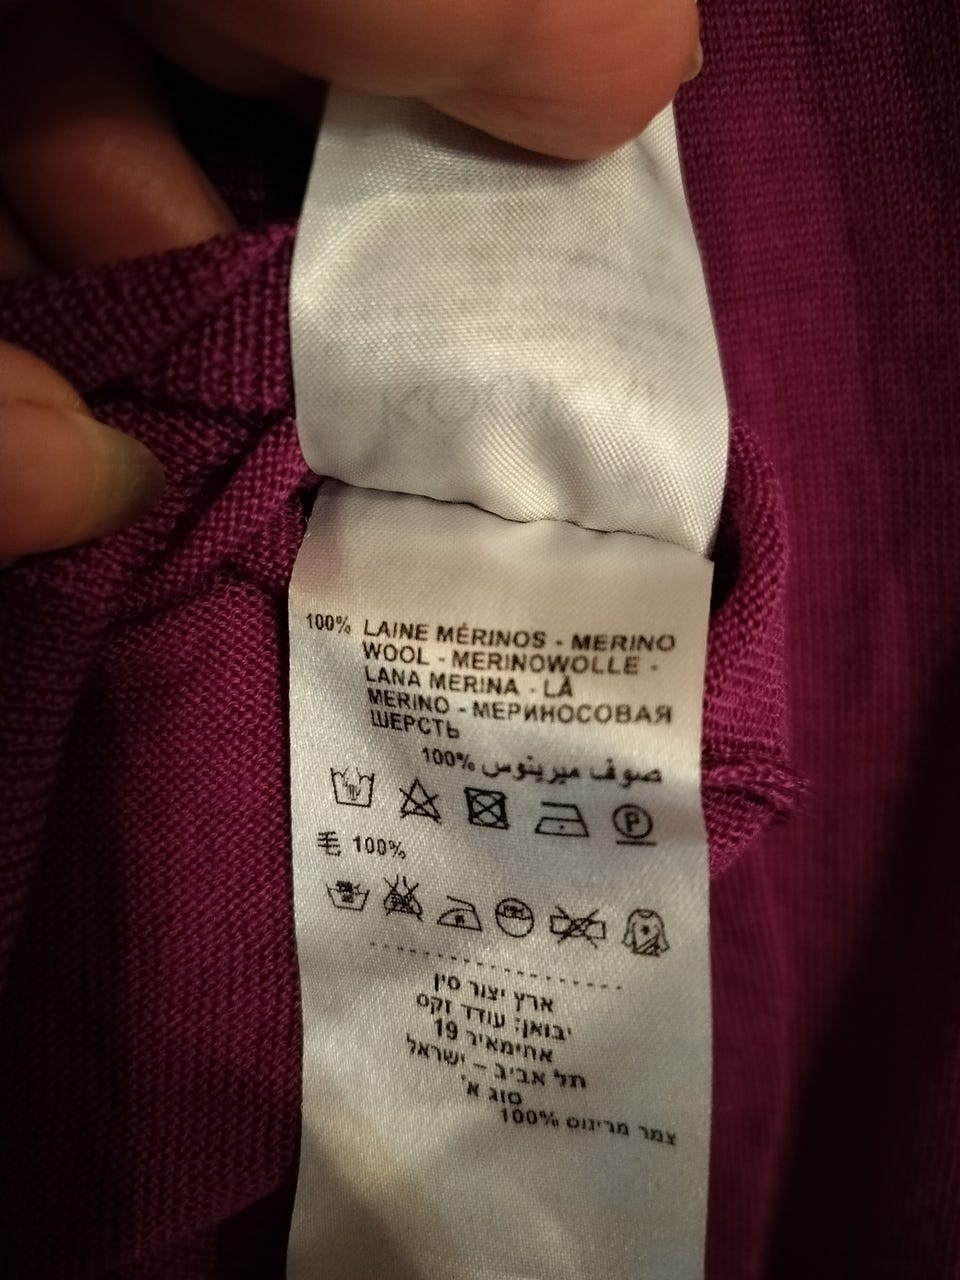 100% LAINE MÉRINOS - MERINO
WOOL - MERINOWOLLE -
LANA MERINA - LÃ
MERINO - МЕРИНОСОВАЯ
ШЕРСТЬ
صوف ميرينوس 100%
P
毛 100%
ארץ יצור סין
יבואן: עודד זקס
אחימאיר 19
תל אביב - ישראל
סוג א'
צמר מרינוס 100%